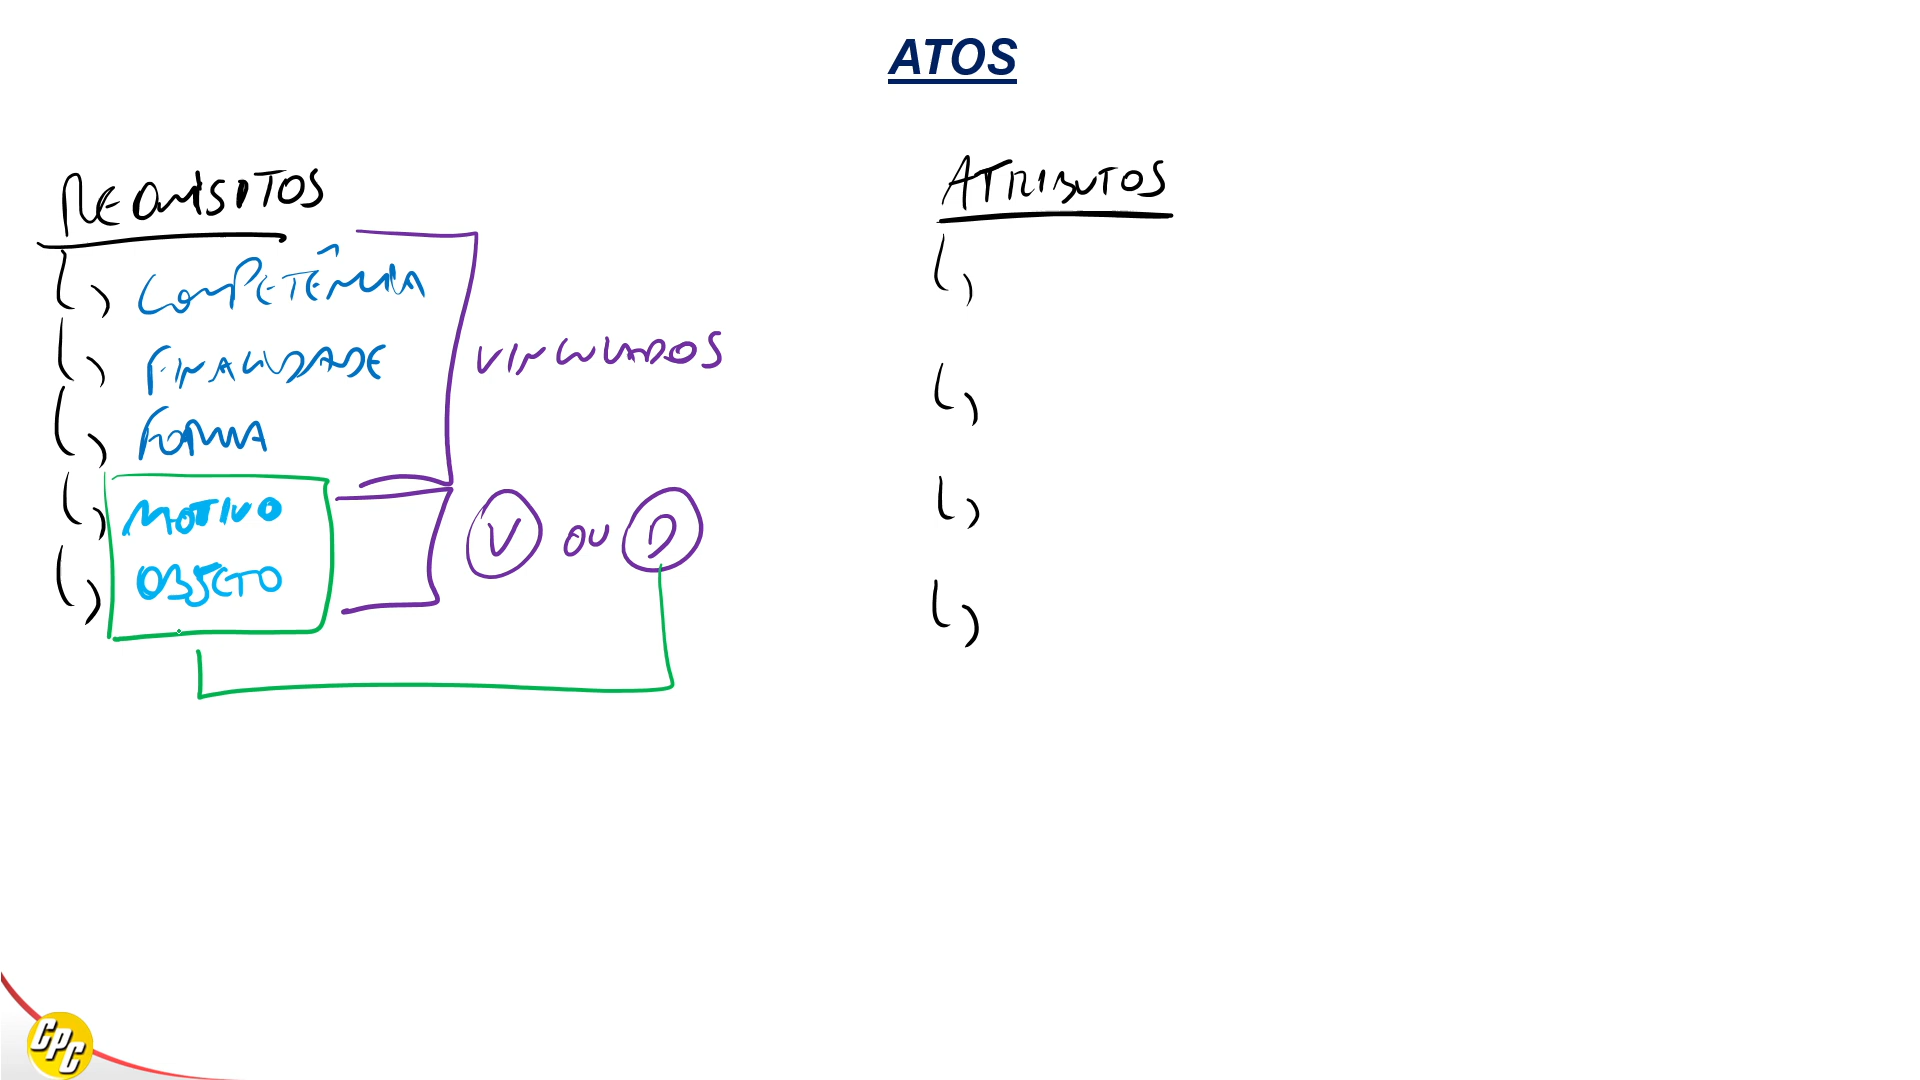 ATOS
REQUISITOS
COMPETÊNCIA
FINALIDADE
FORMA
MOTIVO
OBJETO
VINCULADOS
V OU D
ATRIBUTOS
CPC